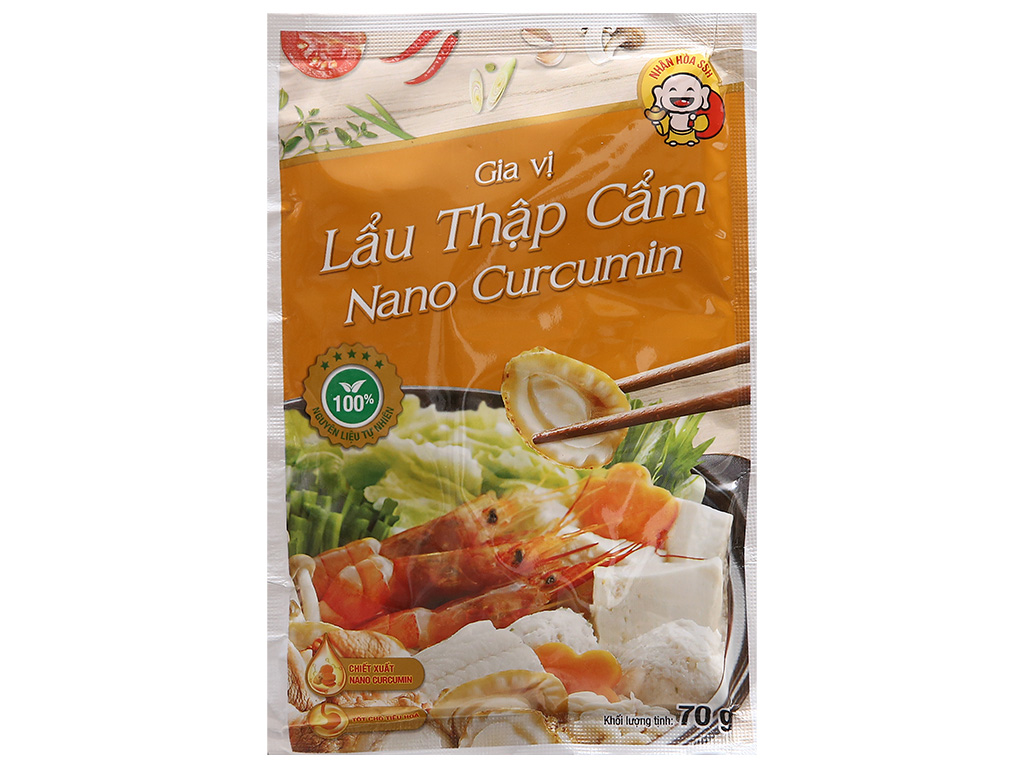 NHÂN HÒA SSH
Gia vị
Lẩu Thập Cẩm
Nano Curcumin
100%
NGUYÊN LIỆU TỰ NHIÊN
CHIẾT XUẤT
NANO CURCUMIN
TỐT CHO TIÊU HÓA
Khối lượng tịnh: 70 g